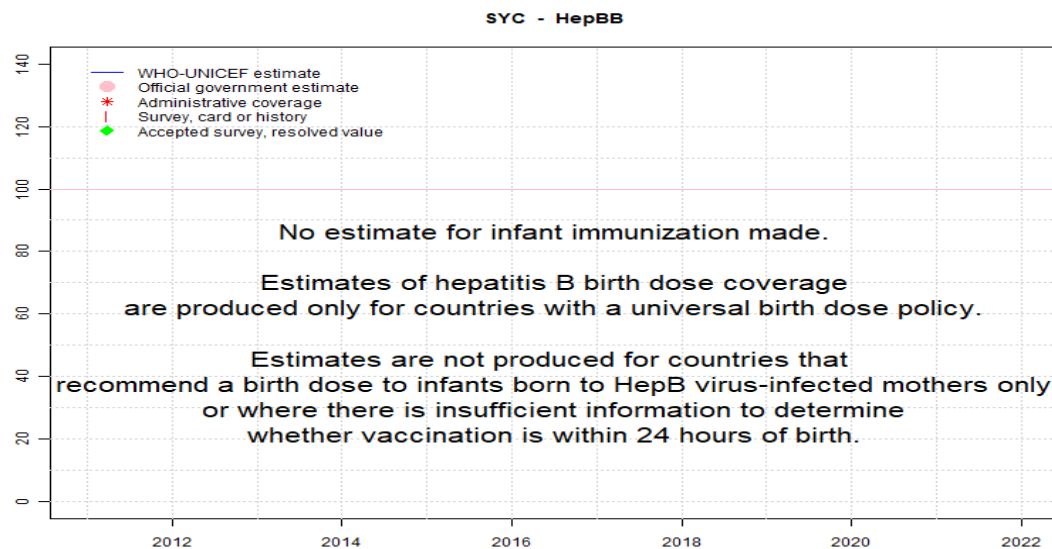 SYC - HepBB
140
120
100
80
60
40
20
0
WHO-UNICEF estimate
Official government estimate
Administrative coverage
Survey, card or history
Accepted survey, resolved value
No estimate for infant immunization made.
Estimates of hepatitis B birth dose coverage
are produced only for countries with a universal birth dose policy.
Estimates are not produced for countries that
recommend a birth dose to infants born to HepB virus-infected mothers only
or where there is insufficient information to determine
whether vaccination is within 24 hours of birth.
2012 2014 2016 2018 2020 2022